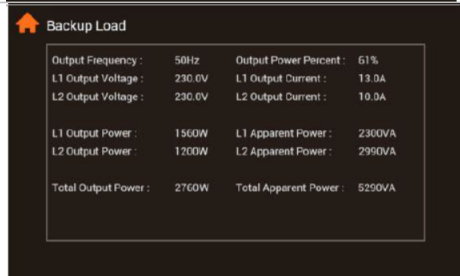 Backup Load
Output Frequency : 50Hz Output Power Percent : 61%
L1 Output Voltage : 230.0V L1 Output Current : 13.0A
L2 Output Voltage : 230.0V L2 Output Current : 10.0A
L1 Output Power : 1560W L1 Apparent Power : 2300VA
L2 Output Power : 1200W L2 Apparent Power : 2990VA
Total Output Power : 2760W Total Apparent Power : 5290VA